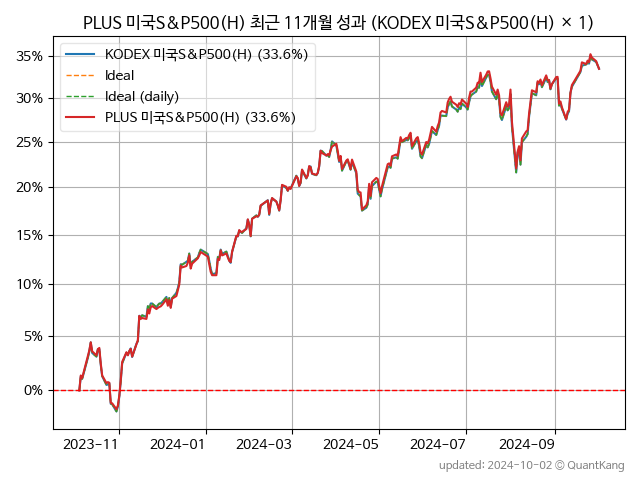 PLUS 미국S&P500(H) 최근 11개월 성과 (KODEX 미국S&P500(H) × 1)
KODEX 미국S&P500(H) (33.6%)
Ideal
Ideal (daily)
PLUS 미국S&P500(H) (33.6%)
35%
30%
25%
20%
15%
10%
5%
0%
2023-11 2024-01 2024-03 2024-05 2024-07 2024-09
updated: 2024-10-02 © QuantKang